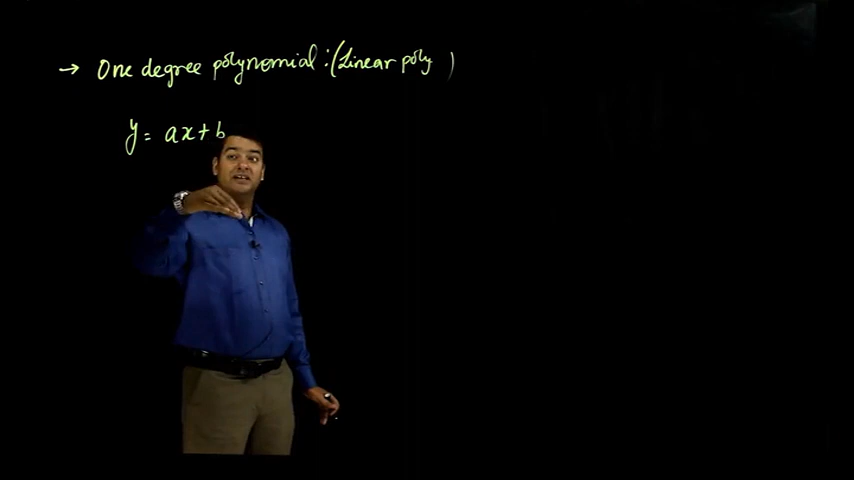 → One degree polynomial : (Linear poly )
y = ax + b